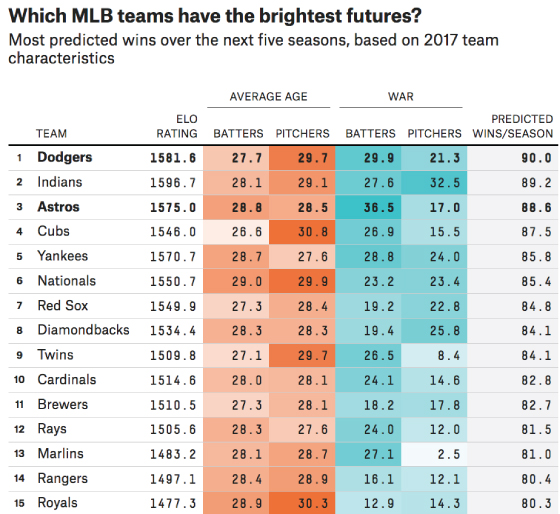 Which MLB teams have the brightest futures?
Most predicted wins over the next five seasons, based on 2017 team
characteristics
AVERAGE AGE WAR
ELO PREDICTED
TEAM RATING BATTERS PITCHERS BATTERS PITCHERS WINS/SEASON
1 Dodgers 1581.6 27.7 29.7 29.9 21.3 90.0
2 Indians 1596.7 28.1 29.1 27.6 32.5 89.2
3 Astros 1575.0 28.8 28.5 36.5 17.0 88.6
4 Cubs 1546.0 26.6 30.8 26.9 15.5 87.5
5 Yankees 1570.7 28.7 27.6 28.8 24.0 85.8
6 Nationals 1550.7 29.0 29.9 23.2 23.4 85.4
7 Red Sox 1549.9 27.3 28.4 19.2 22.8 84.8
8 Diamondbacks 1534.4 28.3 28.3 19.4 25.8 84.1
9 Twins 1509.8 27.1 29.7 26.5 8.4 84.1
10 Cardinals 1514.6 28.0 28.1 24.1 14.6 82.8
11 Brewers 1510.5 27.3 28.1 18.2 17.8 82.7
12 Rays 1505.6 28.3 27.6 24.0 12.0 81.5
13 Marlins 1483.2 28.1 28.7 27.1 2.5 81.0
14 Rangers 1497.1 28.4 28.9 16.1 12.1 80.4
15 Royals 1477.3 28.9 30.3 12.9 14.3 80.3